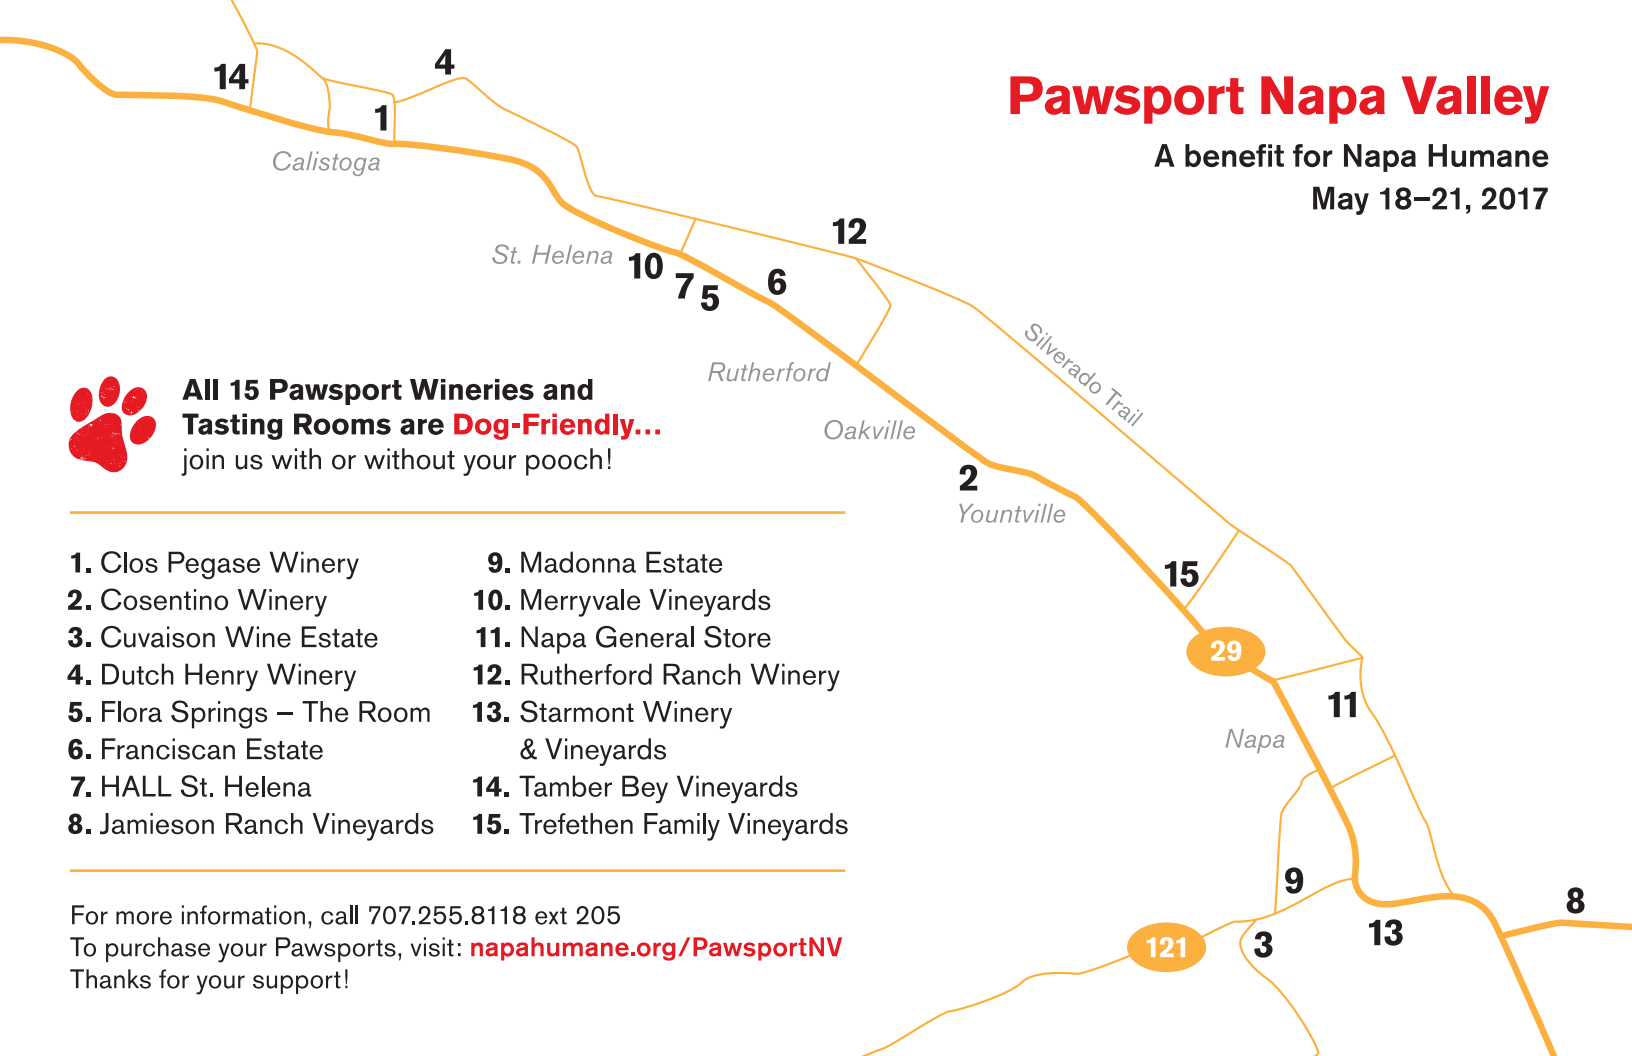 Pawsport Napa Valley
A benefit for Napa Humane
May 18–21, 2017
14
4
1
Calistoga
12
St. Helena
10
7
5
6
Silverado Trail
Rutherford
Oakville
2
Yountville
15
29
11
Napa
9
8
13
3
121
All 15 Pawsport Wineries and
Tasting Rooms are Dog-Friendly...
join us with or without your pooch!
1. Clos Pegase Winery
2. Cosentino Winery
3. Cuvaison Wine Estate
4. Dutch Henry Winery
5. Flora Springs – The Room
6. Franciscan Estate
7. HALL St. Helena
8. Jamieson Ranch Vineyards
9. Madonna Estate
10. Merryvale Vineyards
11. Napa General Store
12. Rutherford Ranch Winery
13. Starmont Winery
& Vineyards
14. Tamber Bey Vineyards
15. Trefethen Family Vineyards
For more information, call 707.255.8118 ext 205
To purchase your Pawsports, visit: napahumane.org/PawsportNV
Thanks for your support!